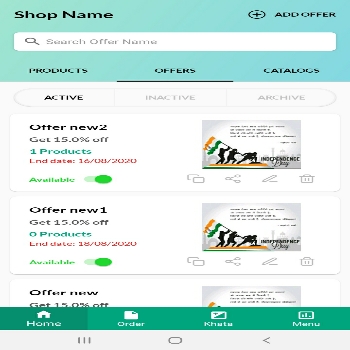 Shop Name
ADD OFFER
Search Offer Name
PRODUCTS
OFFERS
CATALOGS
ACTIVE
INACTIVE
ARCHIVE
Offer new2
Get 15.0% off
1 Products
End date: 16/08/2020
Available
INDEPENDENCE
Day
Offer new1
Get 15.0% off
0 Products
End date: 18/08/2020
Available
INDEPENDENCE
Day
Offer new
Get 15.0% off
Home
Order
Khata
Menu